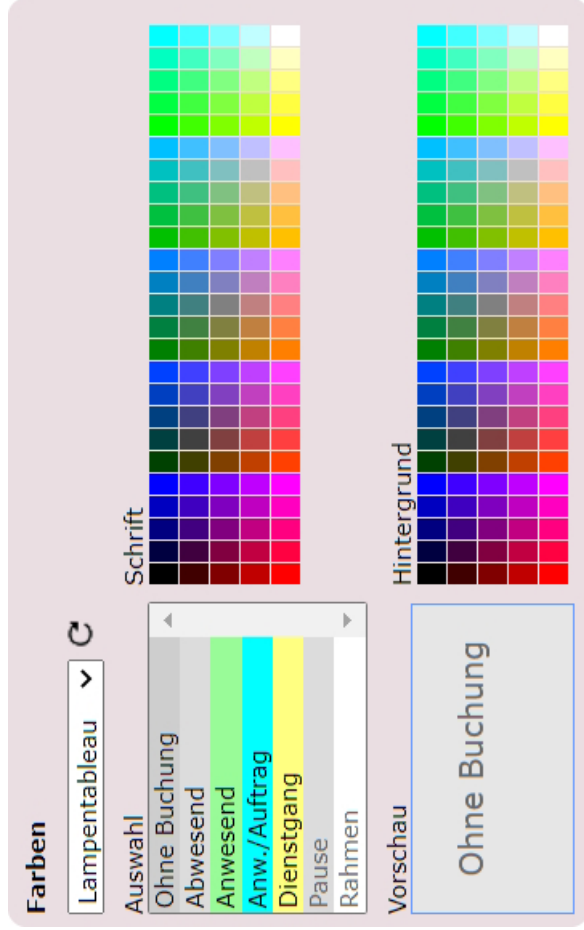 Farben
Lampentableau
Auswahl
Schrift
Ohne Buchung
Abwesend
Anwesend
Anw./Auftrag
Dienstgang
Pause
Rahmen
Vorschau
Hintergrund
Ohne Buchung